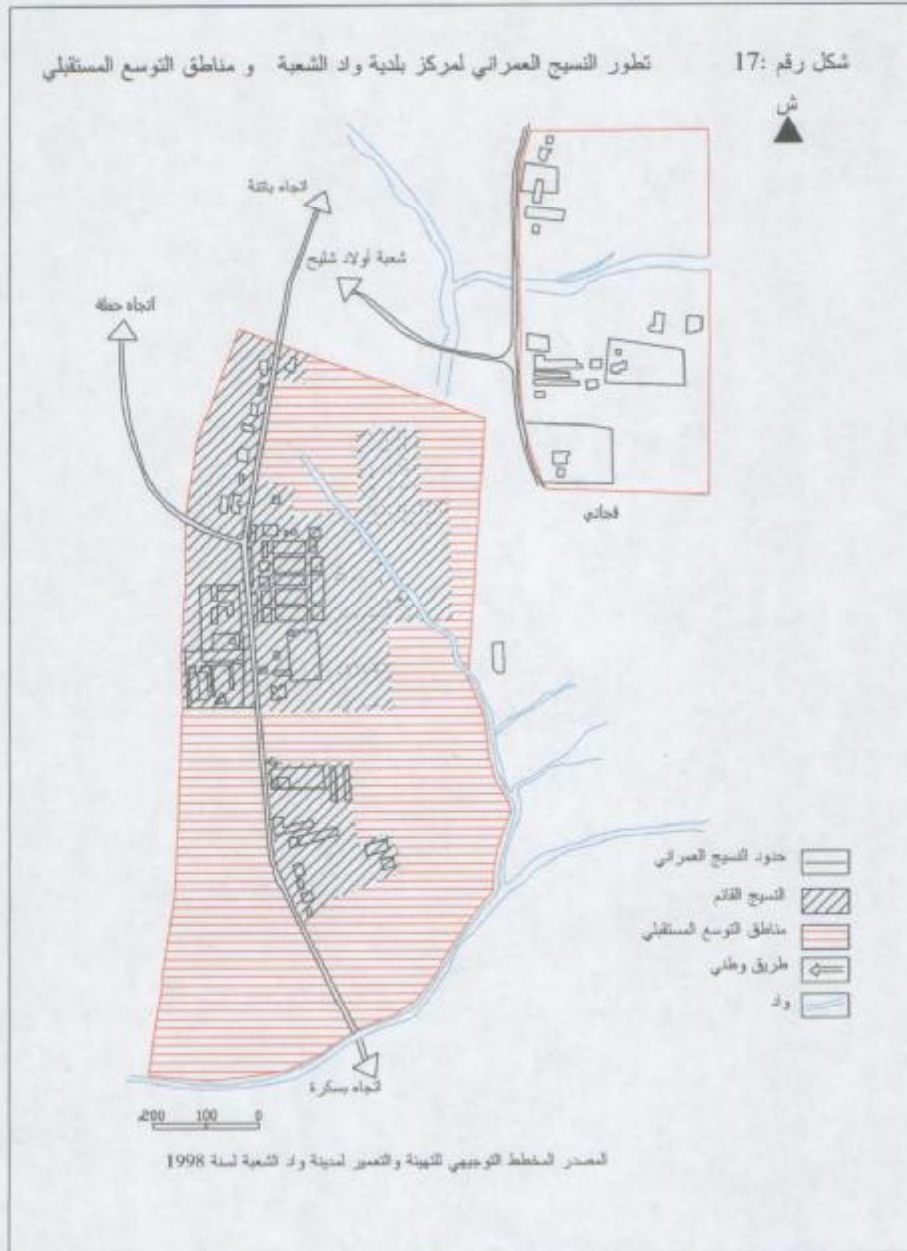 شكل رقم :17 تطور النسيج العمراني لمركز بلدية واد الشعبة و مناطق التوسع المستقبلي
ش
اتجاه باتنة
شعبة أولاد شليح
اتجاه حملة
فجاتي
حدود النسيج العمراني
النسيج القائم
مناطق التوسع المستقبلي
طريق وطني
واد
اتجاه بسكرة
200م 100 0
المصدر المخطط التوجيهي للتهيئة والتعمير لمدينة واد الشعبة لسنة 1998